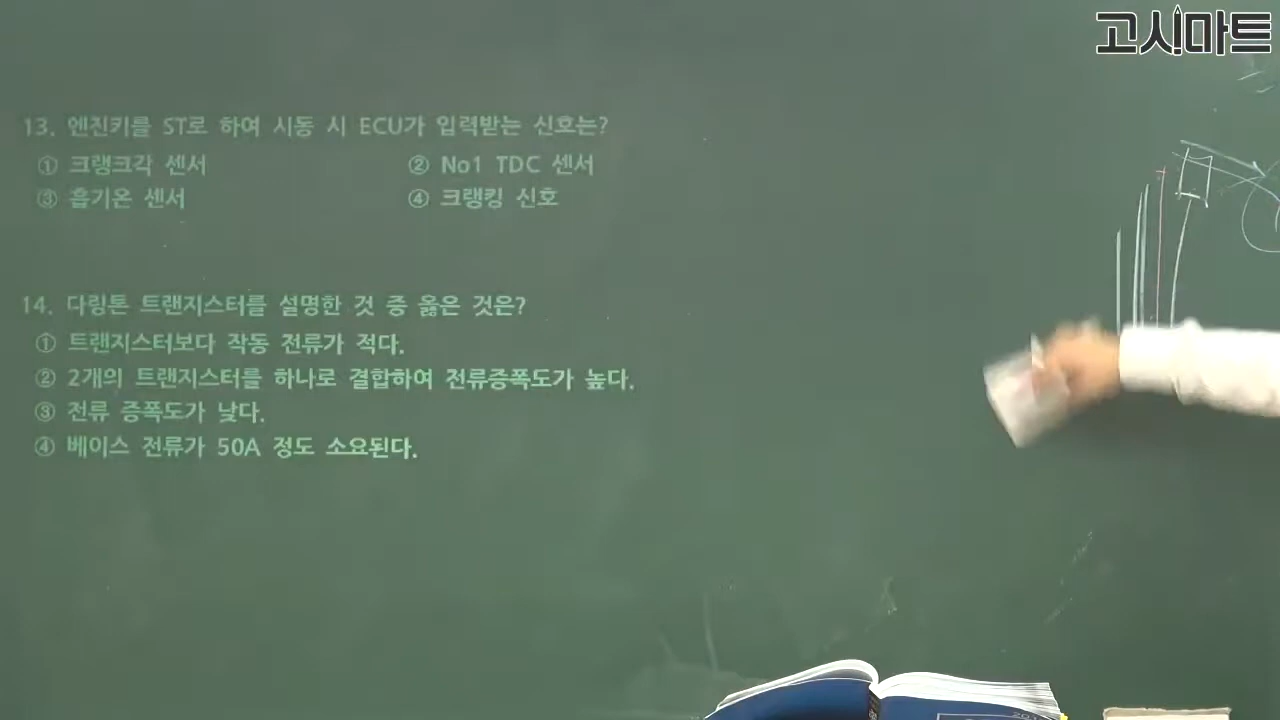 고시마트
13. 엔진키를 ST로 하여 시동 시 ECU가 입력받는 신호는?
① 크랭크각 센서 ② No1 TDC 센서
③ 흡기온 센서 ④ 크랭킹 신호
14. 다링톤 트랜지스터를 설명한 것 중 옳은 것은?
① 트랜지스터보다 작동 전류가 적다.
② 2개의 트랜지스터를 하나로 결합하여 전류증폭도가 높다.
③ 전류 증폭도가 낮다.
④ 베이스 전류가 50A 정도 소요된다.